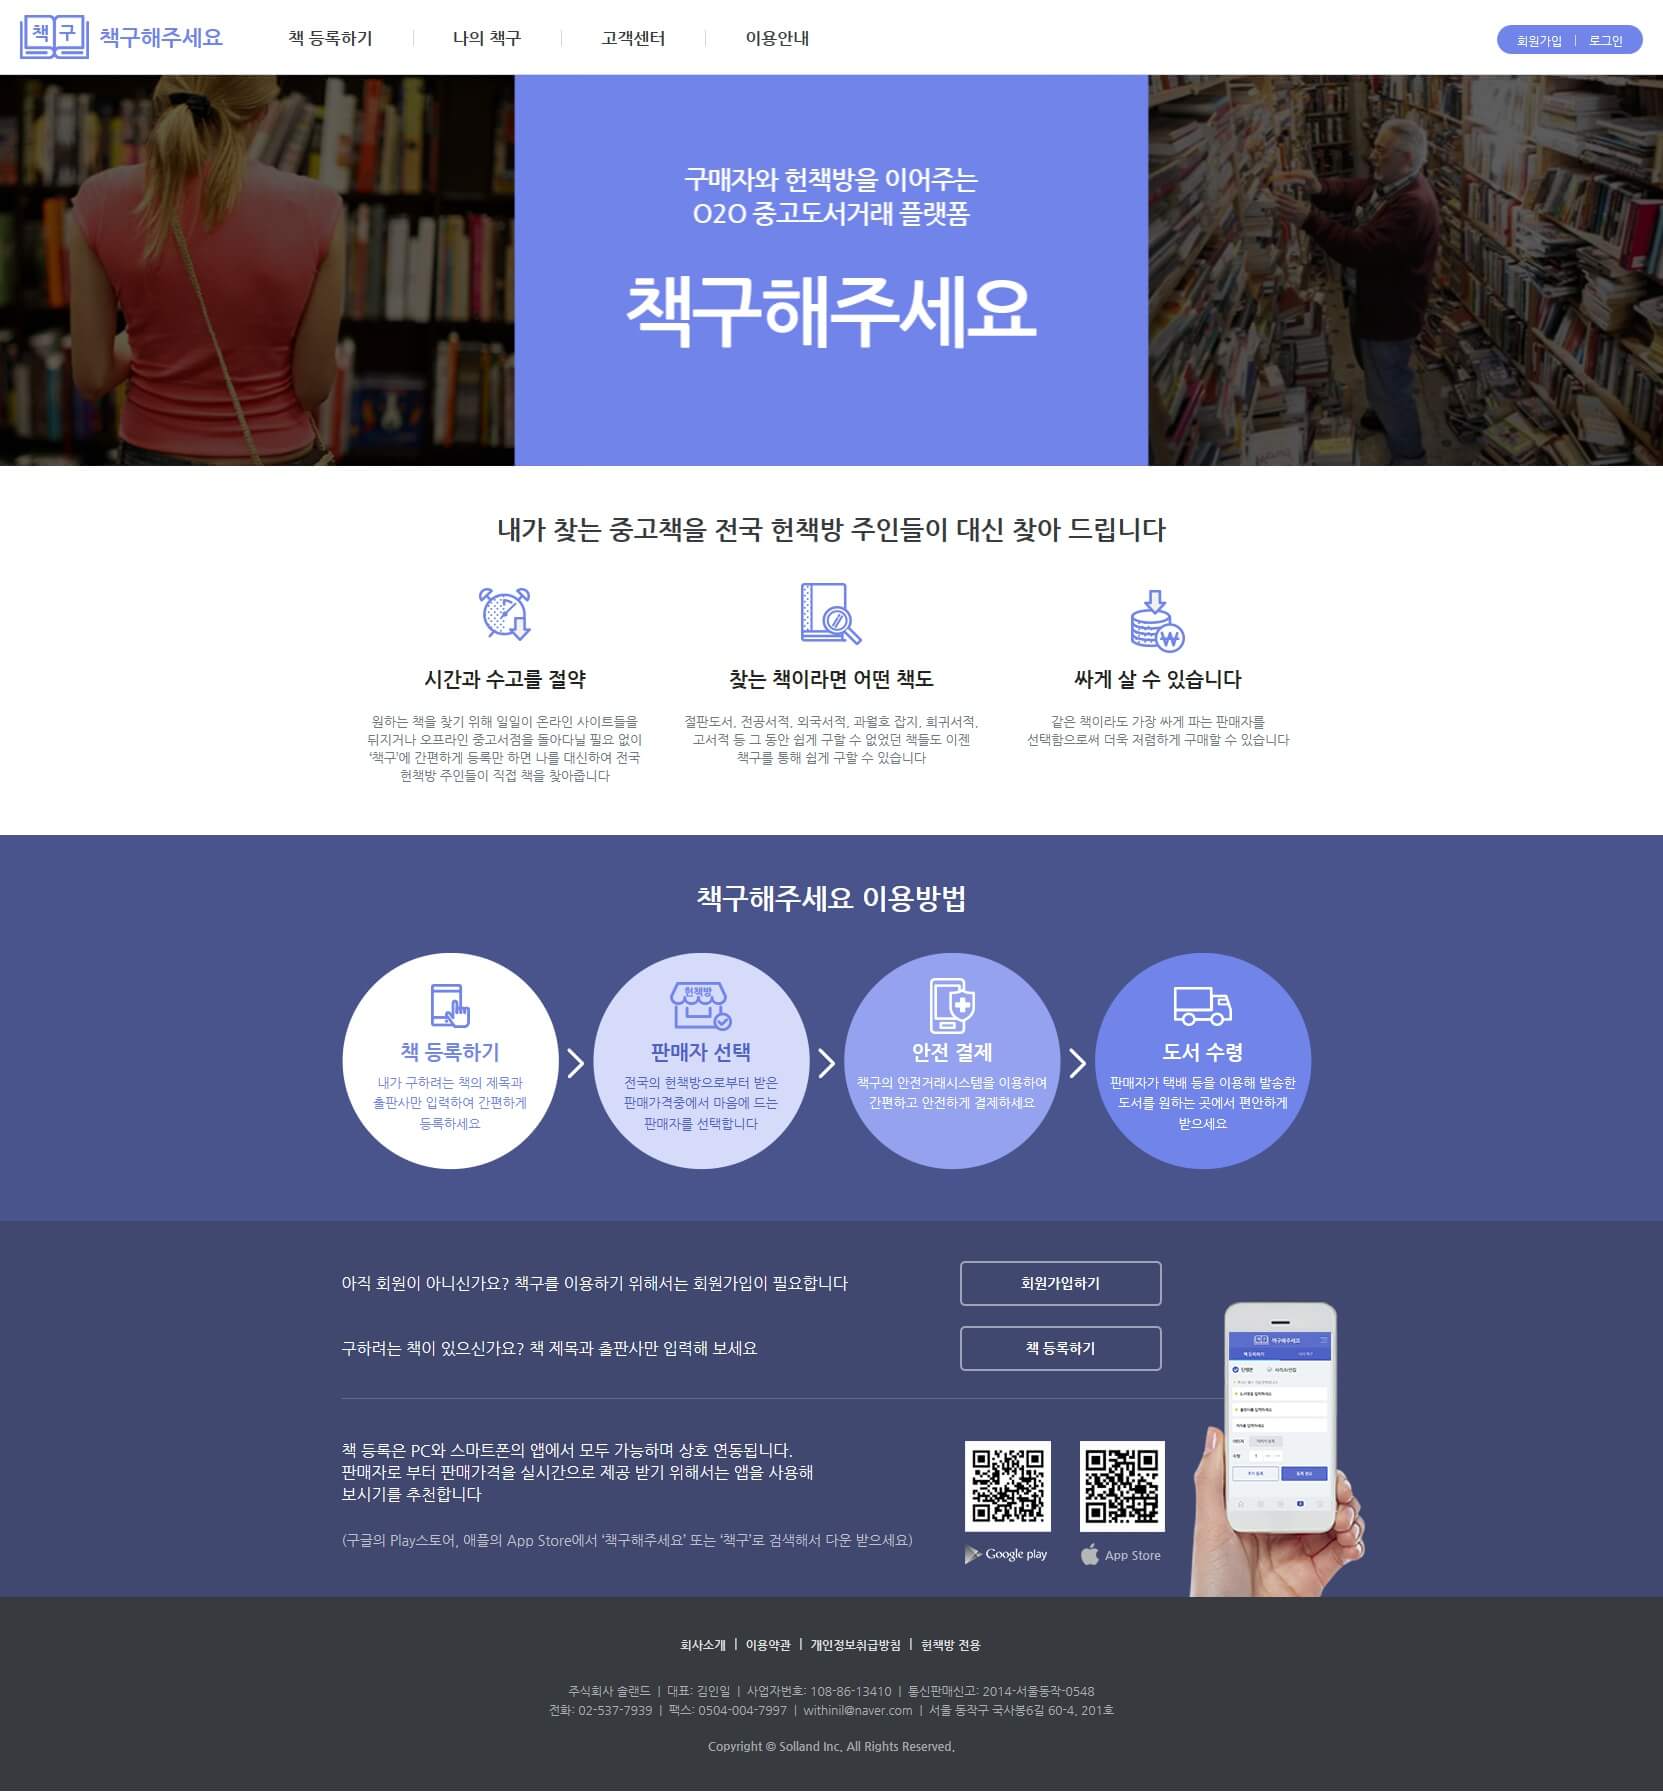 책구 책구해주세요 책 등록하기 나의 책구 고객센터 이용안내 회원가입 | 로그인
구매자와 헌책방을 이어주는
O2O 중고도서거래 플랫폼
책구해주세요
내가 찾는 중고책을 전국 헌책방 주인들이 대신 찾아 드립니다
시간과 수고를 절약
원하는 책을 찾기 위해 일일이 온라인 사이트들을
뒤지거나 오프라인 중고서점을 돌아다닐 필요 없이
'책구'에 간편하게 등록만 하면 나를 대신하여 전국
헌책방 주인들이 직접 책을 찾아줍니다
찾는 책이라면 어떤 책도
절판도서, 전공서적, 외국서적, 과월호 잡지, 희귀서적,
고서적 등 그 동안 쉽게 구할 수 없었던 책들도 이젠
책구를 통해 쉽게 구할 수 있습니다
싸게 살 수 있습니다
같은 책이라도 가장 싸게 파는 판매자를
선택함으로써 더욱 저렴하게 구매할 수 있습니다
책구해주세요 이용방법
책 등록하기
내가 구하려는 책의 제목과
출판사만 입력하여 간편하게
등록하세요
헌책방
판매자 선택
전국의 헌책방으로부터 받은
판매가격중에서 마음에 드는
판매자를 선택합니다
안전 결제
책구의 안전거래시스템을 이용하여
간편하고 안전하게 결제하세요
도서 수령
판매자가 택배 등을 이용해 발송한
도서를 원하는 곳에서 편안하게
받으세요
아직 회원이 아니신가요? 책구를 이용하기 위해서는 회원가입이 필요합니다 회원가입하기
구하려는 책이 있으신가요? 책 제목과 출판사만 입력해 보세요 책 등록하기
책 등록은 PC와 스마트폰의 앱에서 모두 가능하며 상호 연동됩니다.
판매자로 부터 판매가격을 실시간으로 제공 받기 위해서는 앱을 사용해
보시기를 추천합니다
(구글의 Play스토어, 애플의 App Store에서 '책구해주세요' 또는 '책구'로 검색해서 다운 받으세요)
Google play App Store
책구해주세요
책 등록하기
회사소개 | 이용약관 | 개인정보취급방침 | 헌책방 전용
주식회사 솔랜드 | 대표: 김인일 | 사업자번호: 108-86-13410 | 통신판매신고: 2014-서울동작-0548
전화: 02-537-7939 | 팩스: 0504-004-7997 | withinil@naver.com | 서울 동작구 국사봉6길 60-4, 201호
Copyright © Solland Inc. All Rights Reserved.